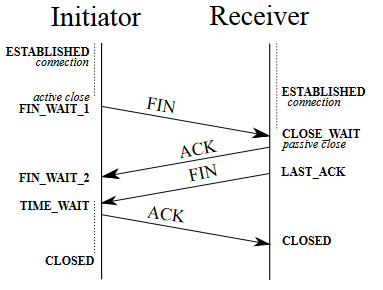 Initiator Receiver
ESTABLISHED
connection
active close
FIN_WAIT_1
FIN
ESTABLISHED
connection
CLOSE_WAIT
passive close
ACK
FIN
FIN_WAIT_2
LAST_ACK
TIME_WAIT
ACK
CLOSED
CLOSED